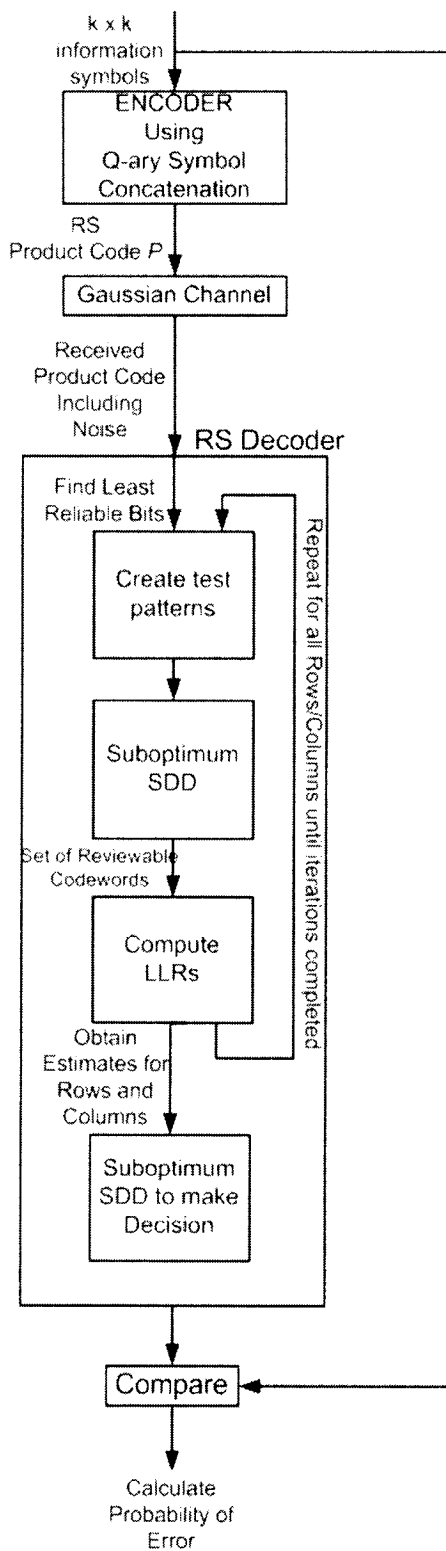 k x k
information
symbols
ENCODER
Using
Q-ary Symbol
Concatenation
RS
Product Code P
Gaussian Channel
Received
Product Code
Including
Noise
RS Decoder
Find Least
Reliable Bits
Create test
patterns
Repeat for all Rows/Columns until iterations completed
Suboptimum
SDD
Set of Reviewable
Codewords
Compute
LLRs
Obtain
Estimates for
Rows and
Columns
Suboptimum
SDD to make
Decision
Compare
Calculate
Probability of
Error